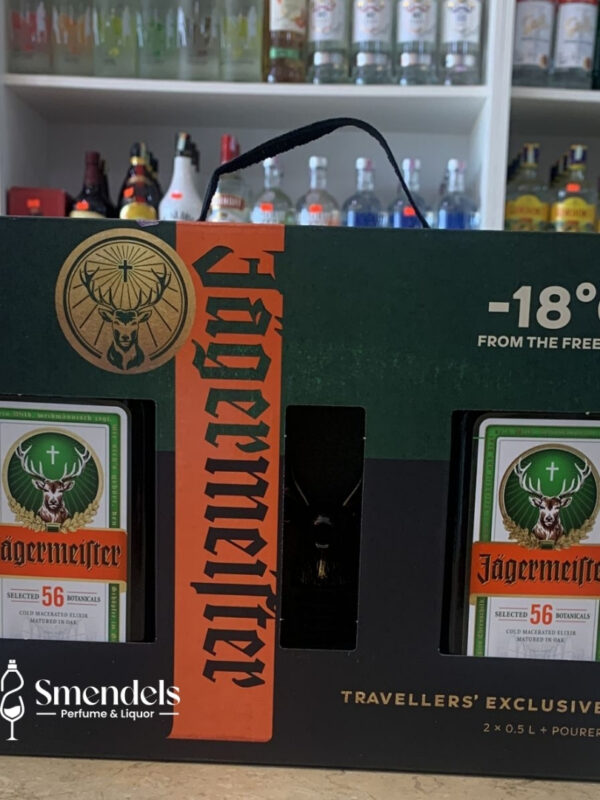 Jägermeister
-18°
FROM THE FREE
Jägermeister
SELECTED 56 BOTANICALS
COLD MACERATED ELIXIR
MATURED IN OAK
Jägermeiste
SELECTED 56 BOTANICALS
COLD MACERATED ELIXIR
MATURED IN OAK
TRAVELLERS' EXCLUSIVE
2 x 0.5 L + POURER
Smendels
Perfume & Liquor